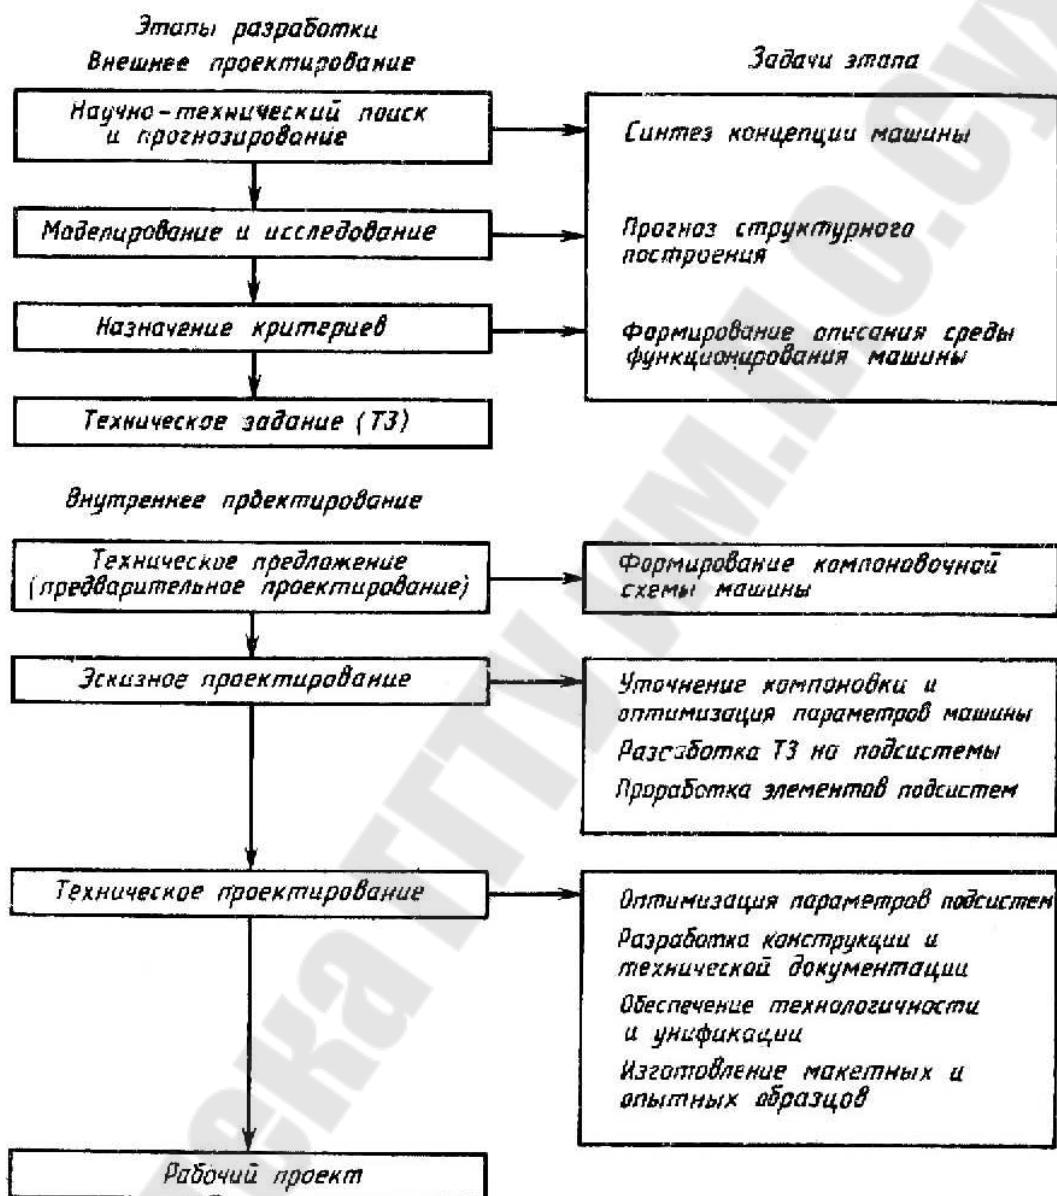 Этапы разработки
Внешнее проектирование
Задачи этапа
Научно-технический поиск
и прогнозирование
Синтез концепции машины
Моделирование и исследование
Прогноз структурного
построения
Назначение критериев
Формирование описания среды
функционирования машины
Техническое задание (ТЗ)
Внутреннее проектирование
Техническое предложение
(предварительное проектирование)
Формирование компоновочной
схемы машины
Эскизное проектирование
Уточнение компоновки и
оптимизация параметров машины
Разработка ТЗ на подсистемы
Проработка элементов подсистем
Техническое проектирование
Оптимизация параметров подсистем
Разработка конструкции и
технической документации
Обеспечение технологичности
и унификации
Изготовление макетных и
опытных образцов
Рабочий проект